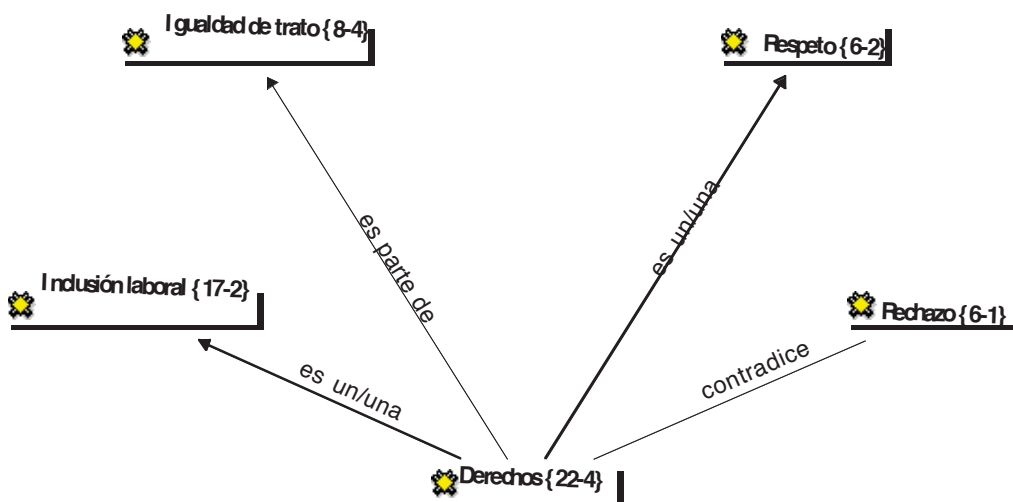 Igualdad de trato {8-4}
Respeto {6-2}
es parte de
es un/una
Inclusión laboral {17-2}
Rechazo {6-1}
es un/una
contradice
Derechos {22-4}